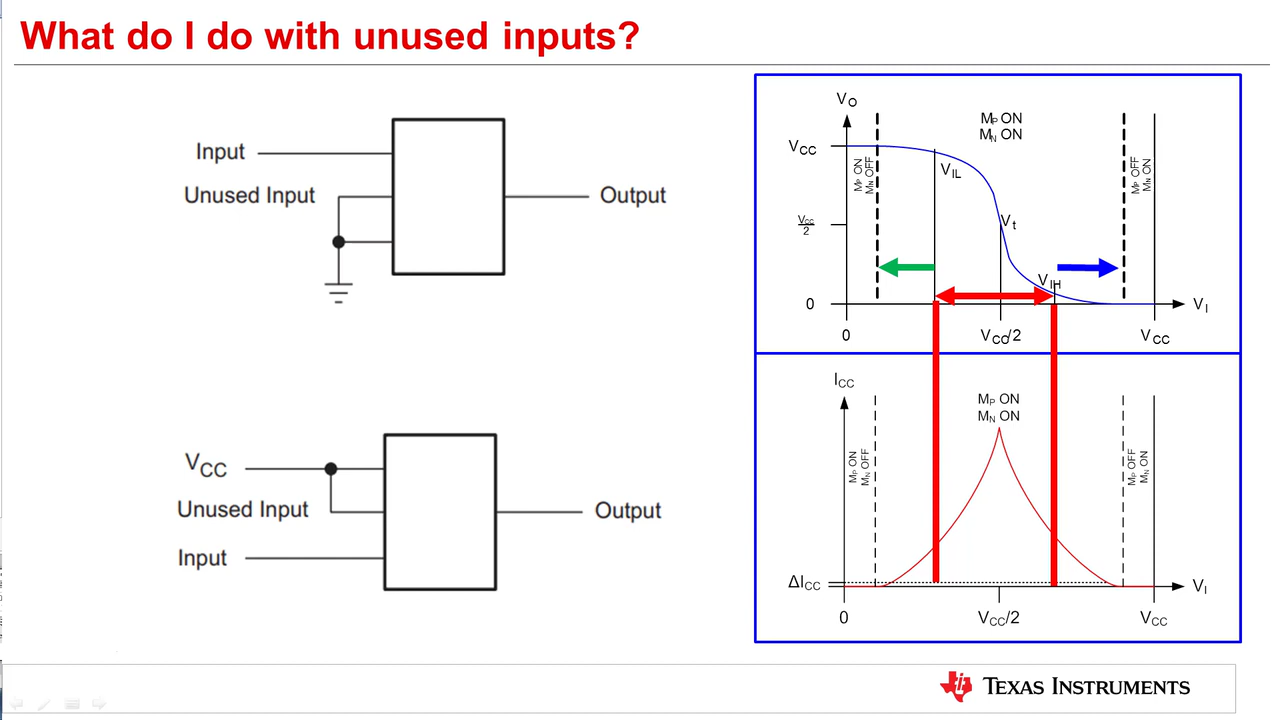 What do I do with unused inputs?
Input
Unused Input
Output
VCC
Unused Input
Input
Output
VO
MP ON
MN ON
VCC
MP ON
MN OFF
VIL
MP OFF
MN ON
VCC
2
Vt
VIH
0
VI
0
VCC/2
VCC
ICC
MP ON
MN ON
MP ON
MN OFF
MP OFF
MN ON
ΔICC
VI
0
VCC/2
VCC
TEXAS INSTRUMENTS